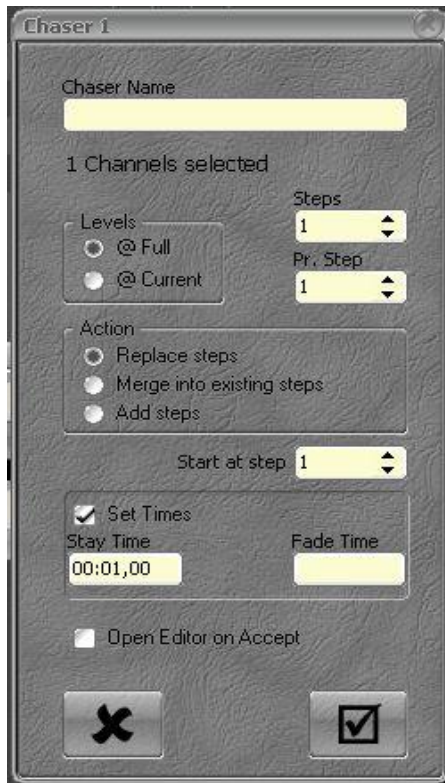 Chaser 1
Chaser Name
1 Channels selected
Steps
1
Levels
@ Full
@ Current
Pr. Step
1
Action
Replace steps
Merge into existing steps
Add steps
Start at step 1
Set Times
Stay Time Fade Time
00:01,00
Open Editor on Accept